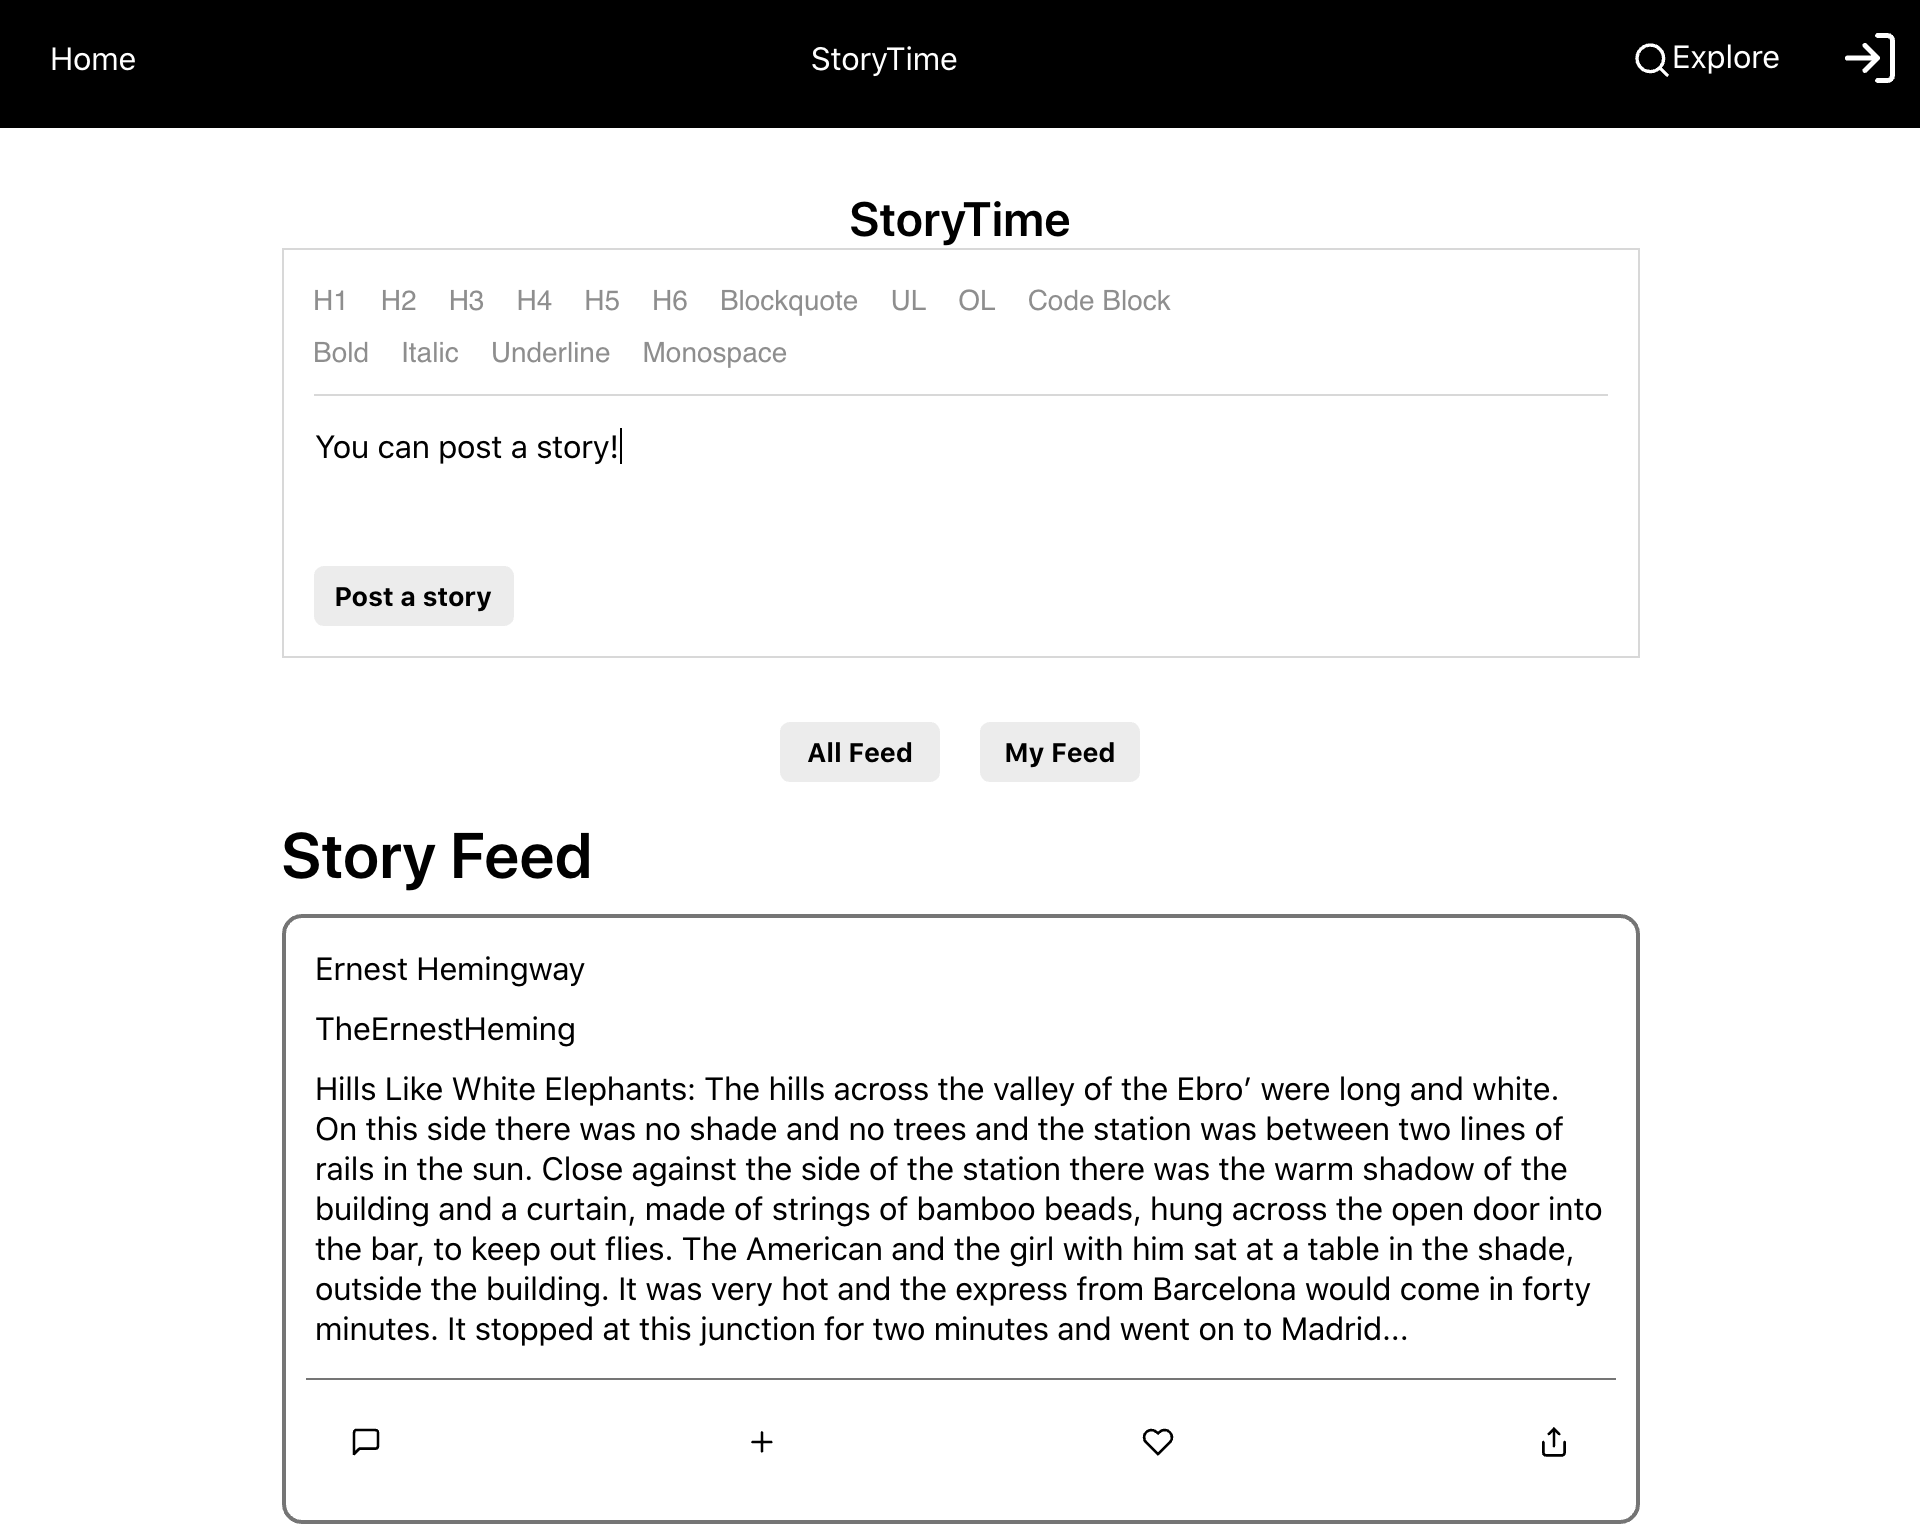 Home
StoryTime
Explore
StoryTime
H1 H2 H3 H4 H5 H6 Blockquote UL OL Code Block
Bold Italic Underline Monospace
You can post a story!
Post a story
All Feed
My Feed
Story Feed
Ernest Hemingway
TheErnestHeming
Hills Like White Elephants: The hills across the valley of the Ebro’ were long and white.
On this side there was no shade and no trees and the station was between two lines of
rails in the sun. Close against the side of the station there was the warm shadow of the
building and a curtain, made of strings of bamboo beads, hung across the open door into
the bar, to keep out flies. The American and the girl with him sat at a table in the shade,
outside the building. It was very hot and the express from Barcelona would come in forty
minutes. It stopped at this junction for two minutes and went on to Madrid...